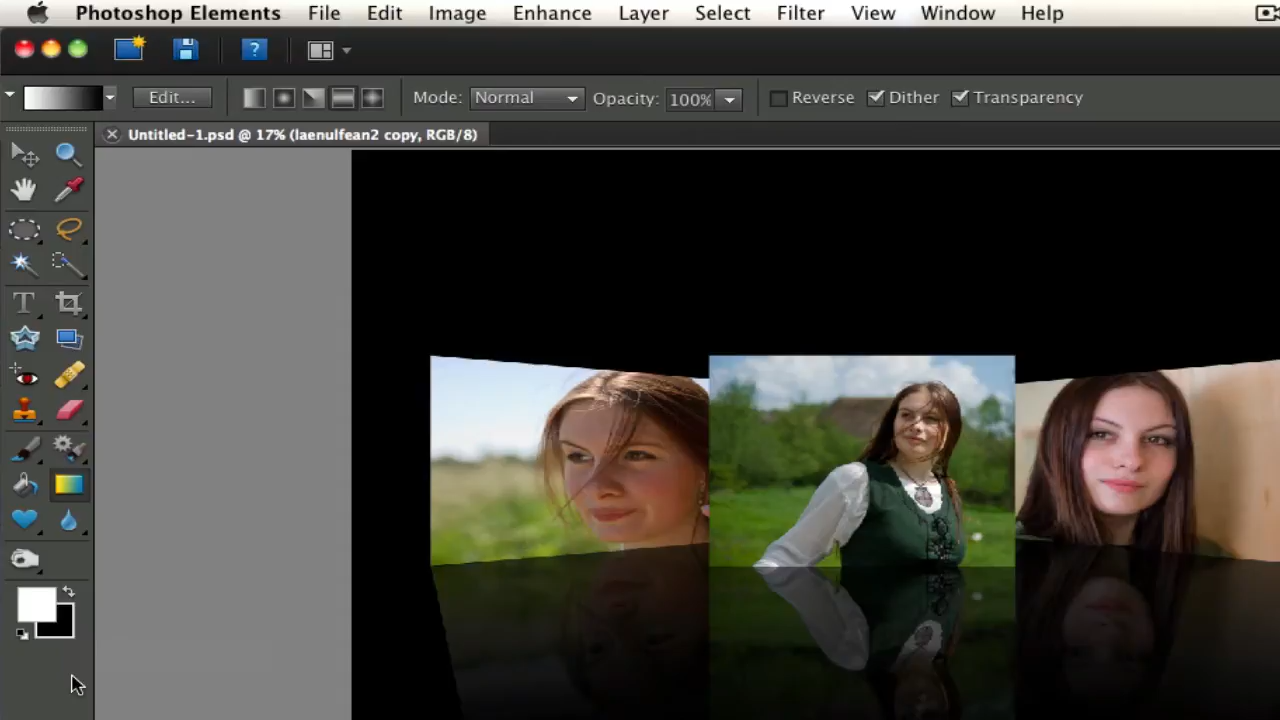 Photoshop Elements File Edit Image Enhance Layer Select Filter View Window Help
?
Edit... Mode: Normal Opacity: 100% Reverse Dither Transparency
Untitled-1.psd @ 17% (laenulfean2 copy, RGB/8)
T